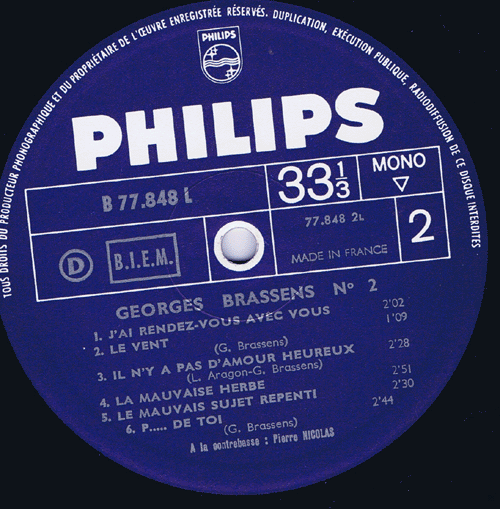 TOUS DROITS DU PRODUCTEUR PHONOGRAPHIQUE ET DU PROPRIÉTAIRE DE L'ŒUVRE ENREGISTRÉE RÉSERVÉS. DUPLICATION, EXÉCUTION PUBLIQUE, RADIODIFFUSION DE CE DISQUE INTERDITES
PHILIPS
PHILIPS
B 77.848 L
33 1/3
MONO
77.848 2L
2
D
B.I.E.M.
MADE IN FRANCE
GEORGES BRASSENS Nº 2
1. J'AI RENDEZ-VOUS AVEC VOUS 2'02
2. LE VENT 1'09
(G. Brassens)
3. IL N'Y A PAS D'AMOUR HEUREUX 2'28
(L. Aragon-G. Brassens)
4. LA MAUVAISE HERBE 2'51
5. LE MAUVAIS SUJET REPENTI 2'30
6. P..... DE TOI 2'44
(G. Brassens)
A la contrebasse : Pierre NICOLAS